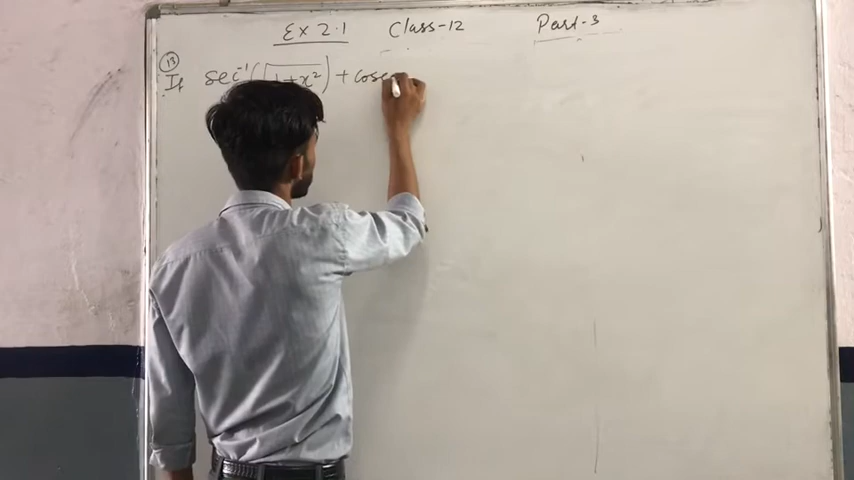 Ex 2.1 Class-12 Part-3
(13)
If sec⁻¹(√1+x²) + cosec